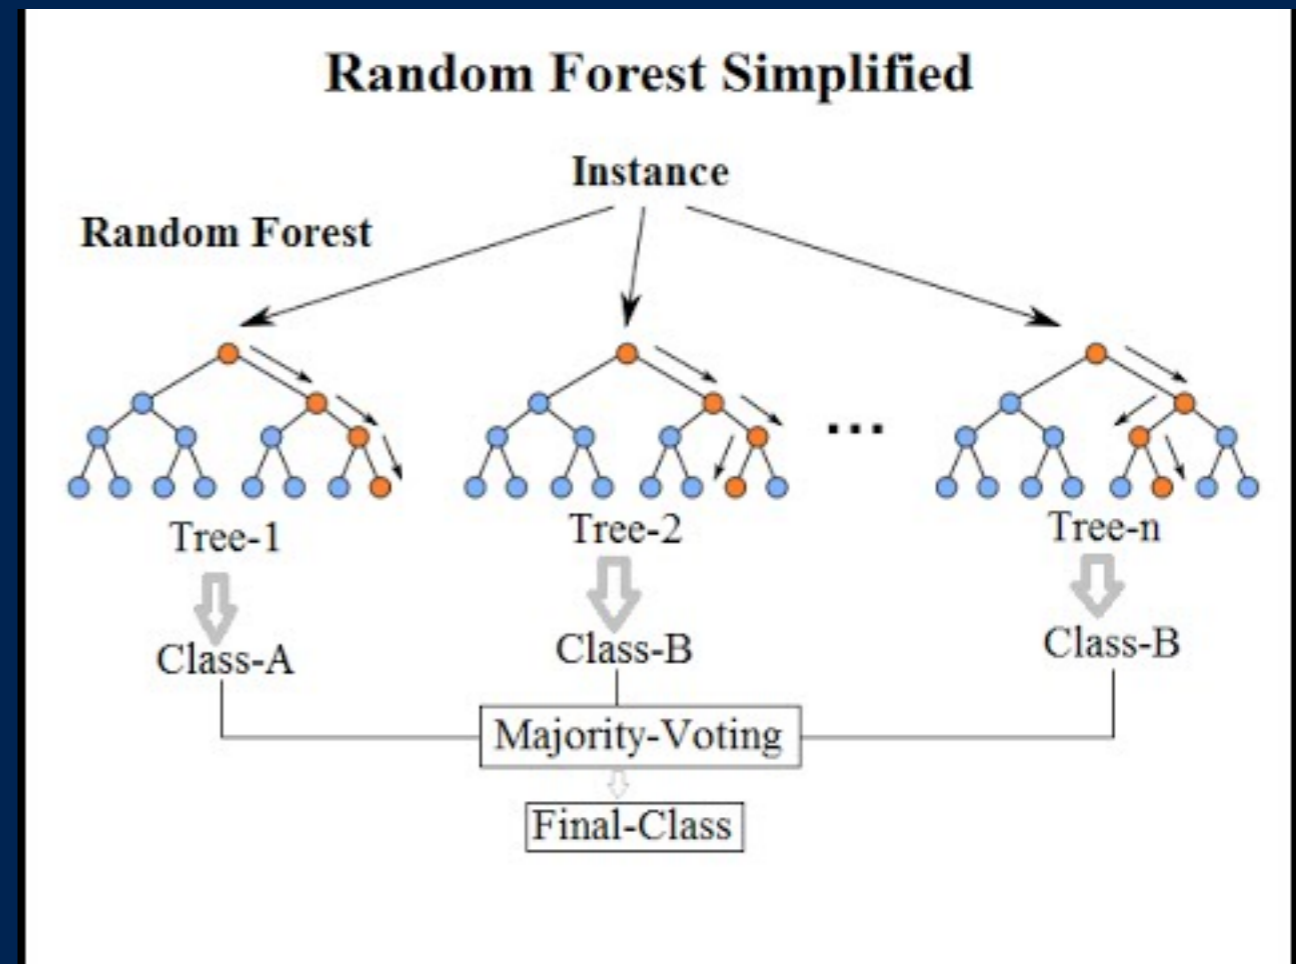 Random Forest Simplified
Instance
Random Forest
...
Tree-1
Tree-2
Tree-n
Class-A
Class-B
Class-B
Majority-Voting
Final-Class